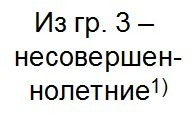 Из гр. 3 –
несовершен-
нолетние¹⁾